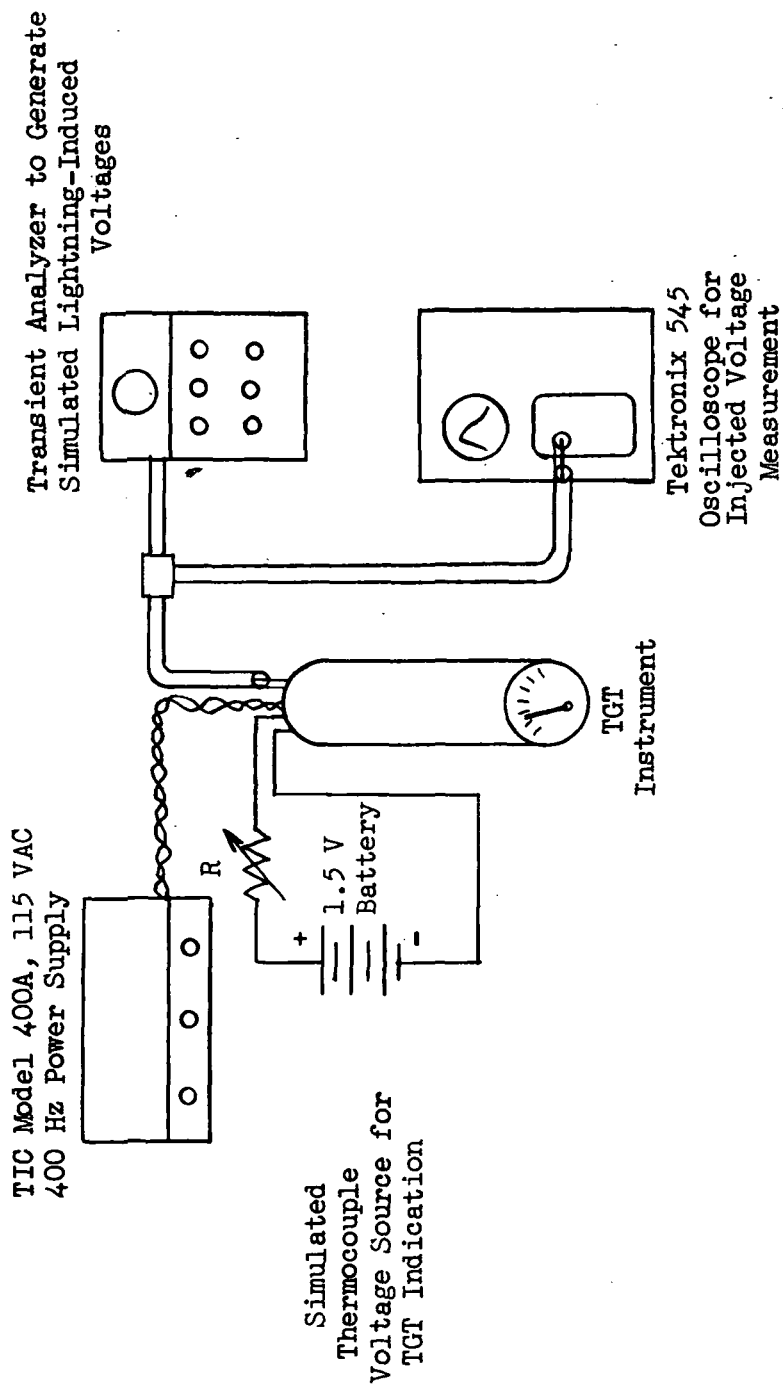 TIC Model 400A, 115 VAC
400 Hz Power Supply
Transient Analyzer to Generate
Simulated Lightning-Induced
Voltages
R
+
1.5 V
Battery
-
Simulated
Thermocouple
Voltage Source for
TGT Indication
TGT
Instrument
Tektronix 545
Oscilloscope for
Injected Voltage
Measurement